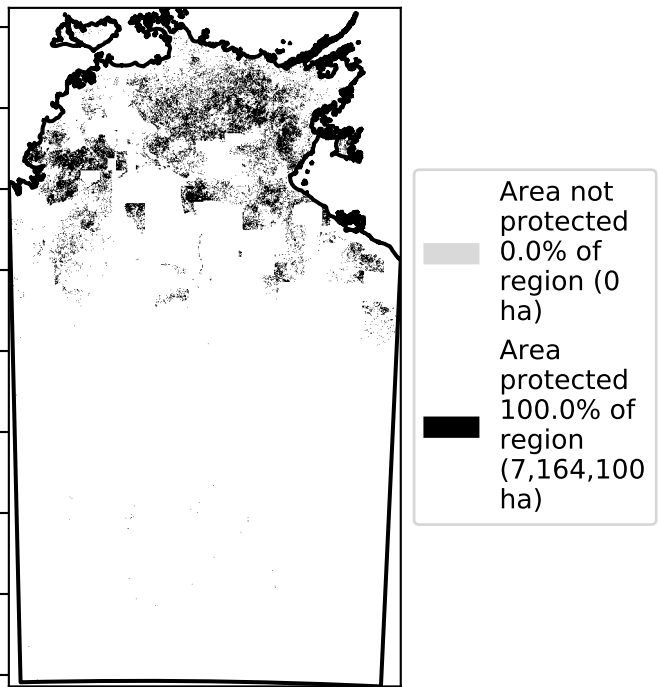 Area not
protected
0.0% of
region (0
ha)
Area
protected
100.0% of
region
(7,164,100
ha)